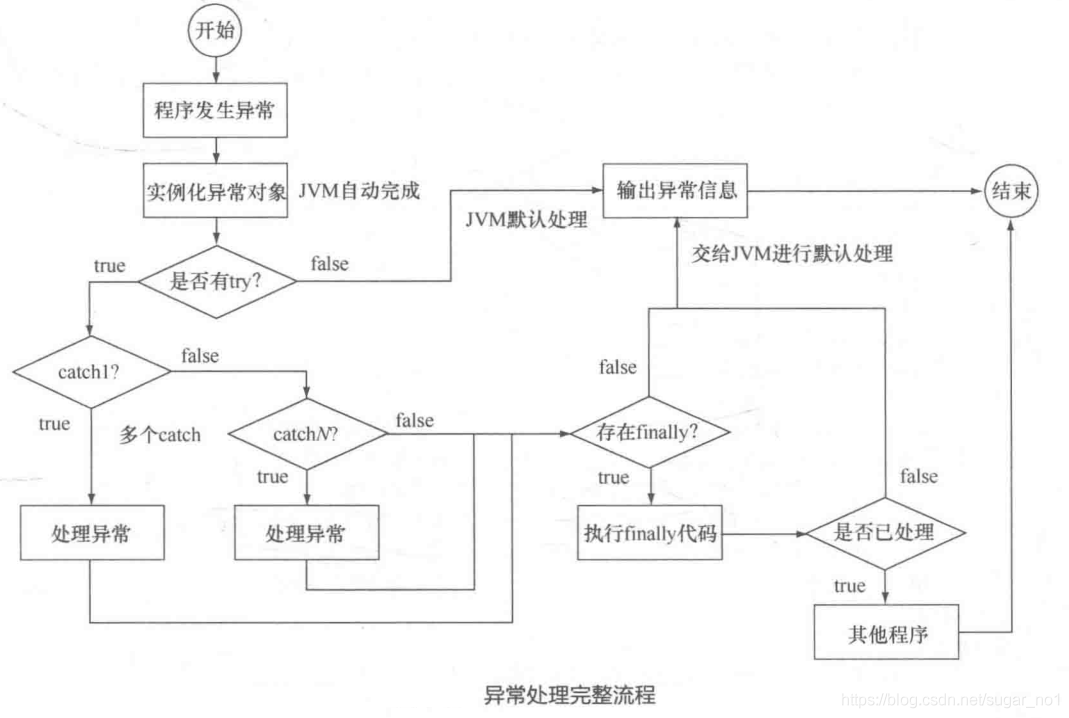 开始
程序发生异常
实例化异常对象
JVM自动完成
输出异常信息
结束
JVM默认处理
交给JVM进行默认处理
true
是否有try?
false
catch1?
false
true
多个catch
catchN?
false
true
false
存在finally?
true
false
处理异常
处理异常
执行finally代码
是否已处理
true
其他程序
异常处理完整流程
https://blog.csdn.net/sugar_no1